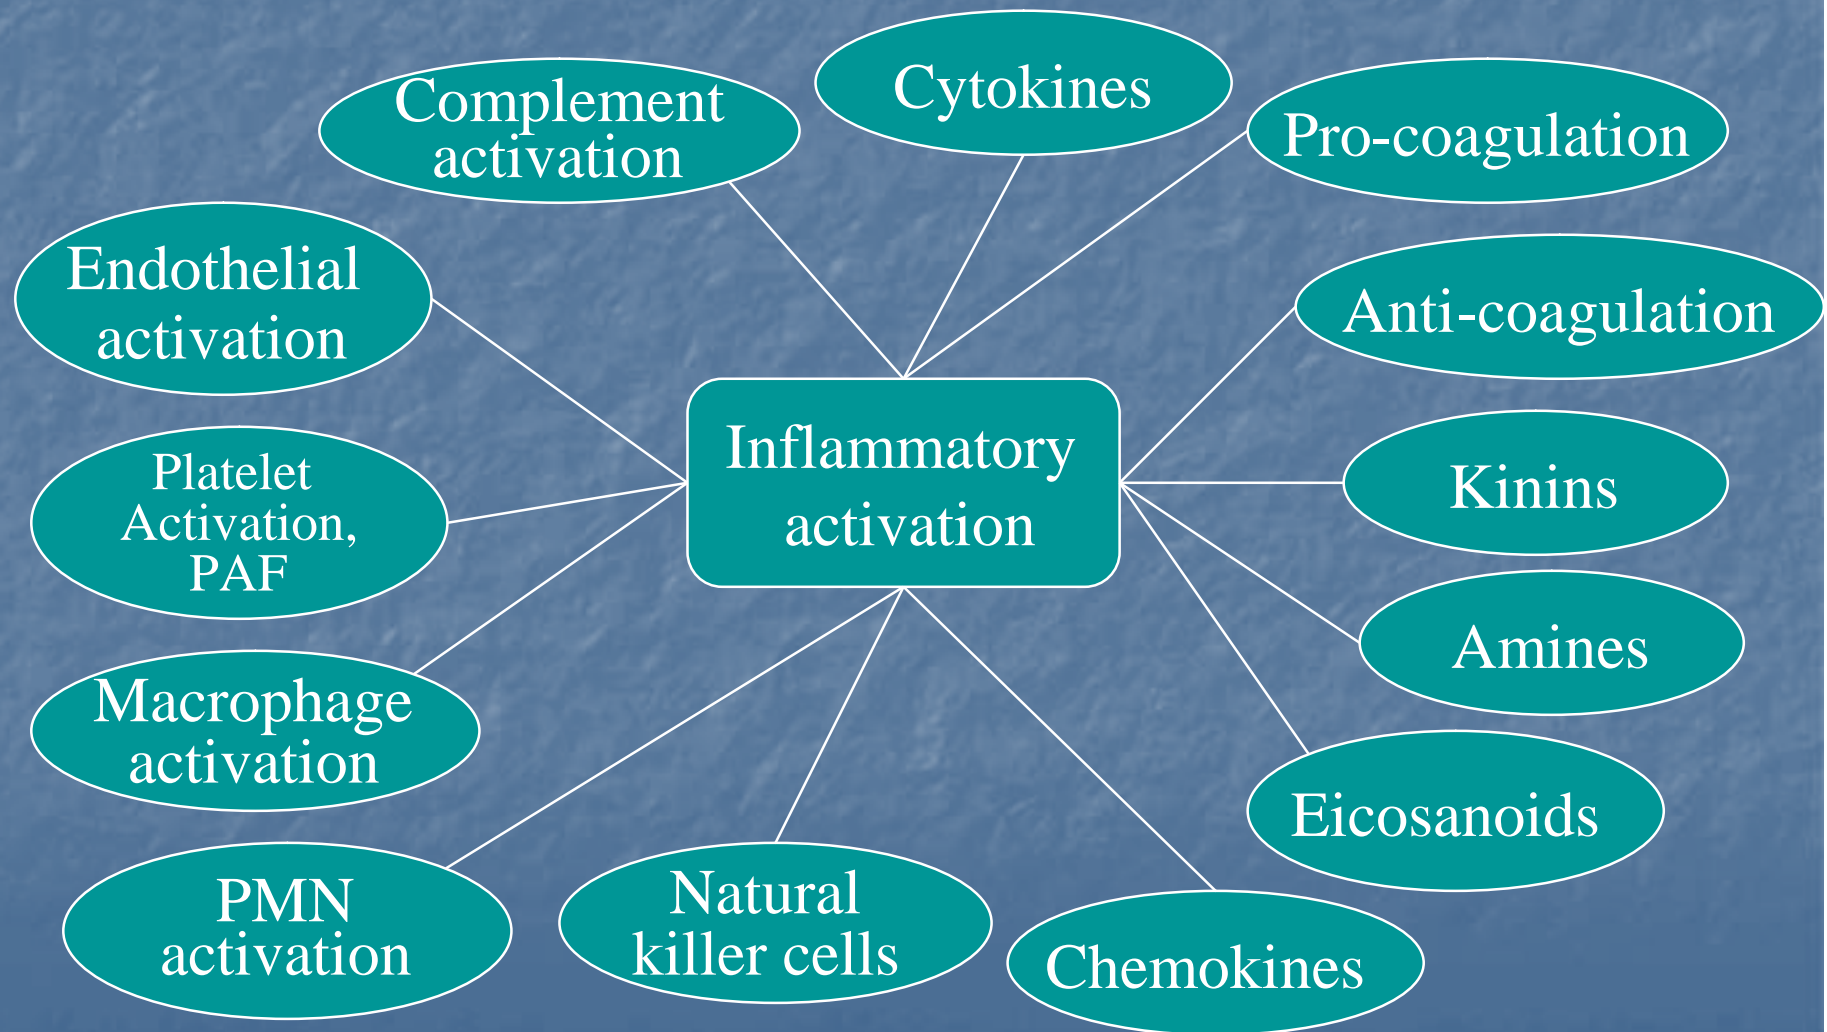 Complement
activation
Cytokines
Pro-coagulation
Endothelial
activation
Anti-coagulation
Inflammatory
activation
Platelet
Activation,
PAF
Kinins
Amines
Macrophage
activation
Eicosanoids
PMN
activation
Natural
killer cells
Chemokines